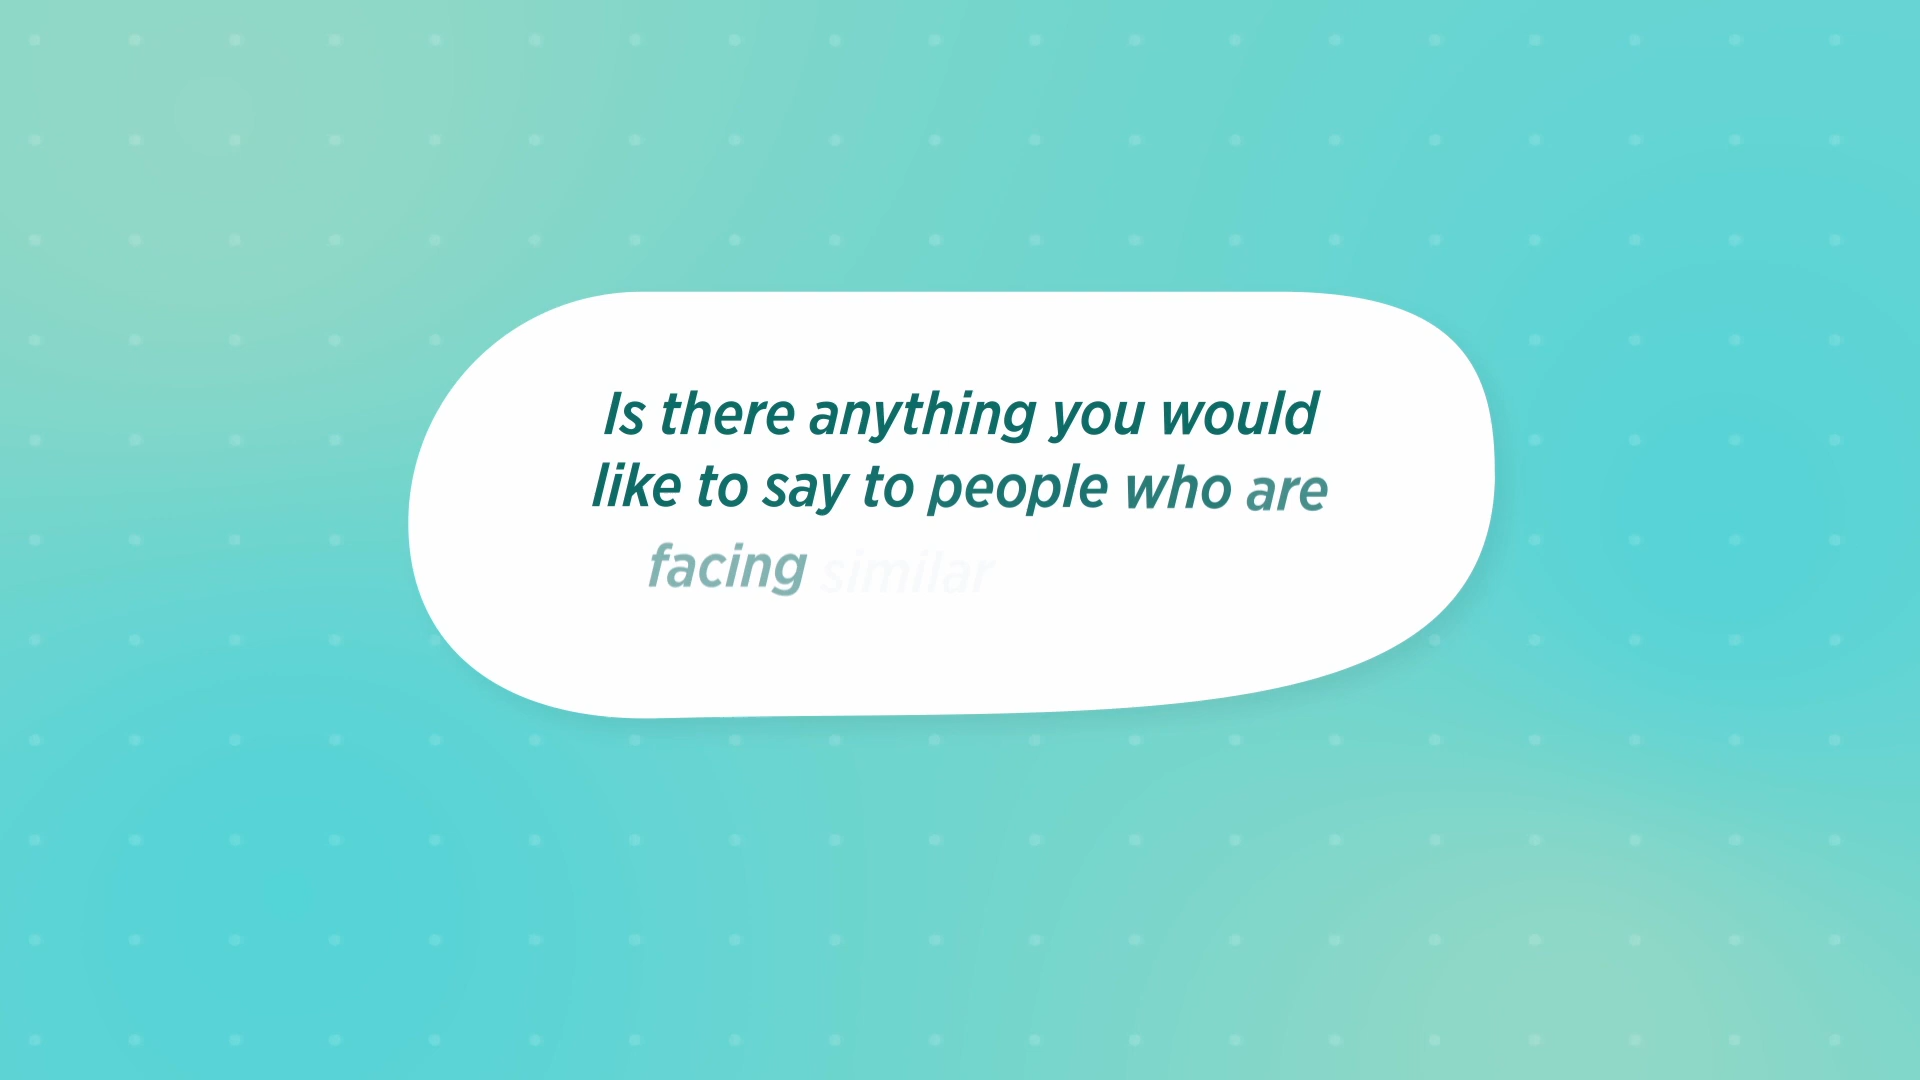 Is there anything you would
like to say to people who are
facing similar